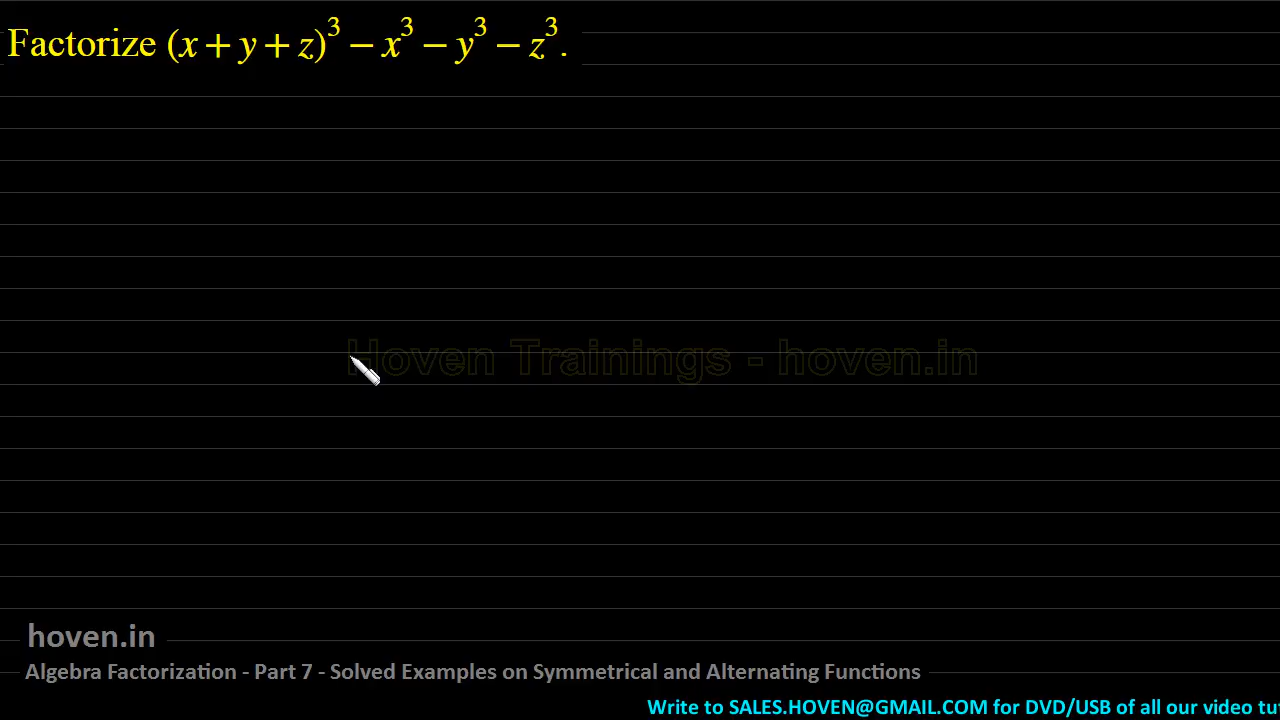 Factorize (x + y + z)³ − x³ − y³ − z³.
Hoven Trainings - hoven.in
hoven.in
Algebra Factorization - Part 7 - Solved Examples on Symmetrical and Alternating Functions
Write to SALES.HOVEN@GMAIL.COM for DVD/USB of all our video tu